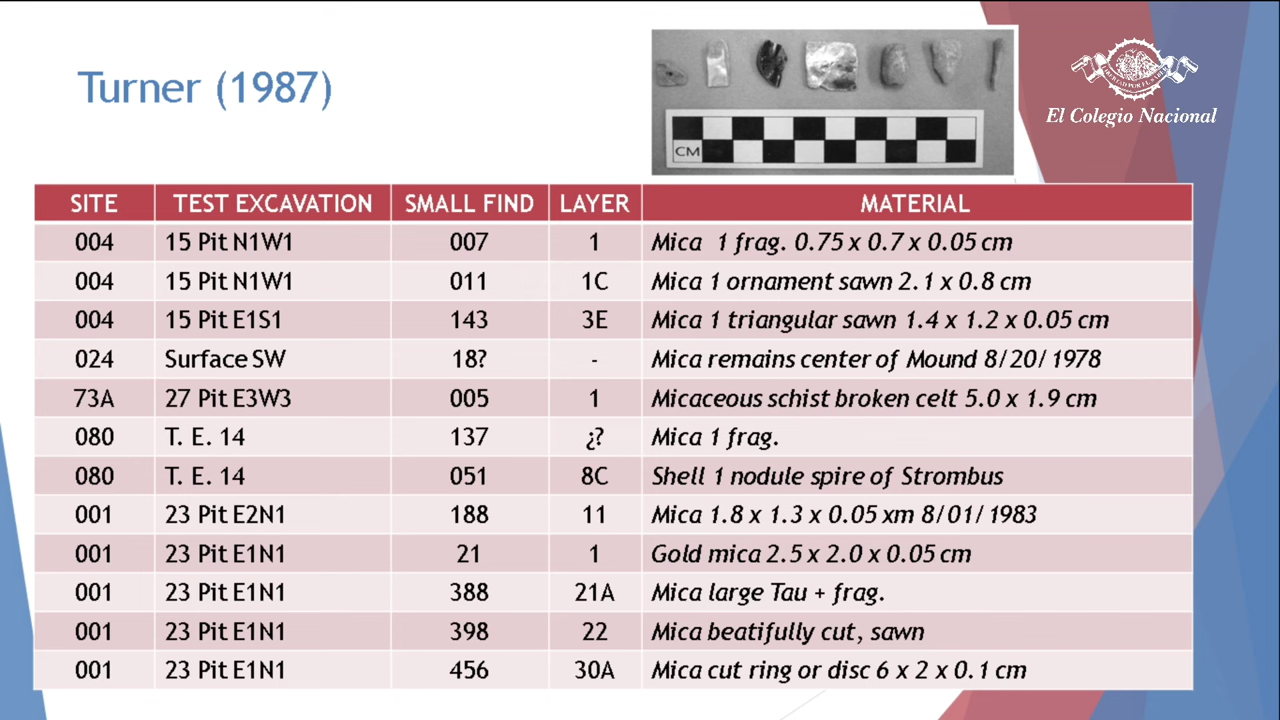 Turner (1987)
CM
El Colegio Nacional
SITE TEST EXCAVATION SMALL FIND LAYER MATERIAL
004 15 Pit N1W1 007 1 Mica 1 frag. 0.75 x 0.7 x 0.05 cm
004 15 Pit N1W1 011 1C Mica 1 ornament sawn 2.1 x 0.8 cm
004 15 Pit E1S1 143 3E Mica 1 triangular sawn 1.4 x 1.2 x 0.05 cm
024 Surface SW 18? - Mica remains center of Mound 8/20/1978
73A 27 Pit E3W3 005 1 Micaceous schist broken celt 5.0 x 1.9 cm
080 T. E. 14 137 ¿? Mica 1 frag.
080 T. E. 14 051 8C Shell 1 nodule spire of Strombus
001 23 Pit E2N1 188 11 Mica 1.8 x 1.3 x 0.05 xm 8/01/1983
001 23 Pit E1N1 21 1 Gold mica 2.5 x 2.0 x 0.05 cm
001 23 Pit E1N1 388 21A Mica large Tau + frag.
001 23 Pit E1N1 398 22 Mica beatifully cut, sawn
001 23 Pit E1N1 456 30A Mica cut ring or disc 6 x 2 x 0.1 cm